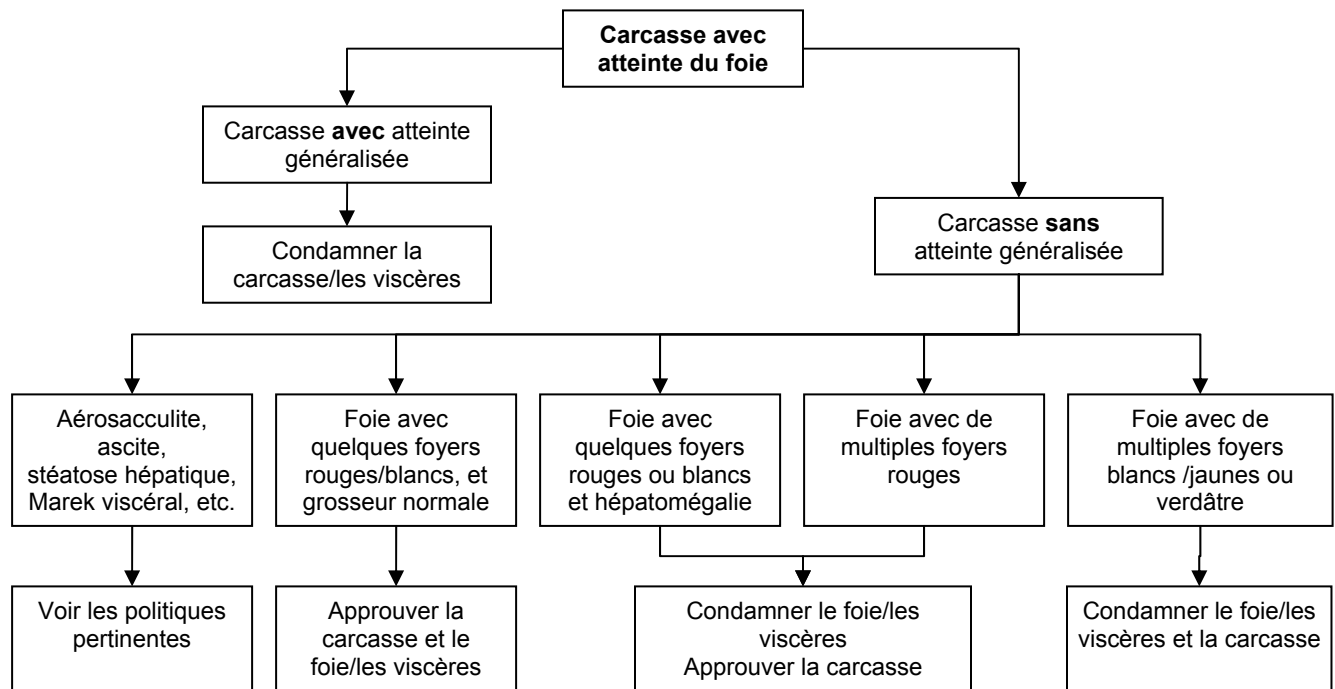 Carcasse avec
atteinte du foie
Carcasse avec atteinte
généralisée
Condamner la
carcasse/les viscères
Carcasse sans
atteinte généralisée
Aérosacculite,
ascite,
stéatose hépatique,
Marek viscéral, etc.
Foie avec
quelques foyers
rouges/blancs, et
grosseur normale
Foie avec
quelques foyers
rouges ou blancs
et hépatomégalie
Foie avec de
multiples foyers
rouges
Foie avec de
multiples foyers
blancs /jaunes ou
verdâtre
Voir les politiques
pertinentes
Approuver la
carcasse et le
foie/les viscères
Condamner le foie/les
viscères
Approuver la carcasse
Condamner le foie/les
viscères et la carcasse